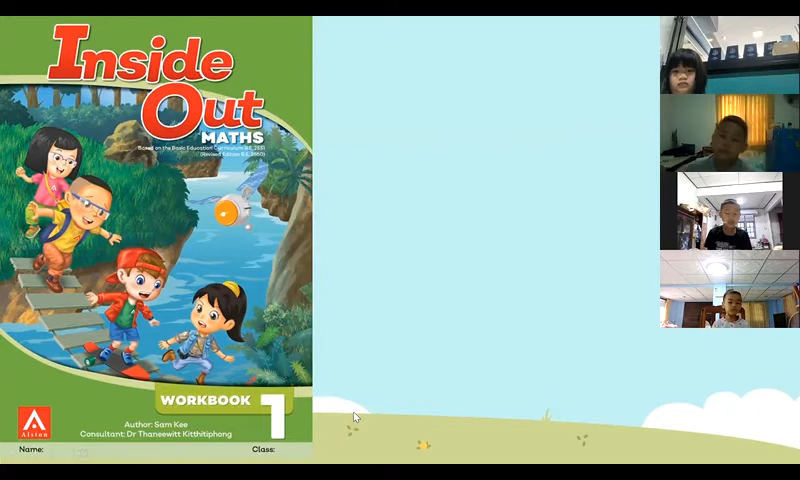 Inside
Out
MATHS
Based on the Basic Education Curriculum B.E. 2551
(Revised Edition B.E. 2560)
WORKBOOK 1
Alston
Author: Sam Kee
Consultant: Dr Thaneewitt Kitthitiphong
Name:
Class: